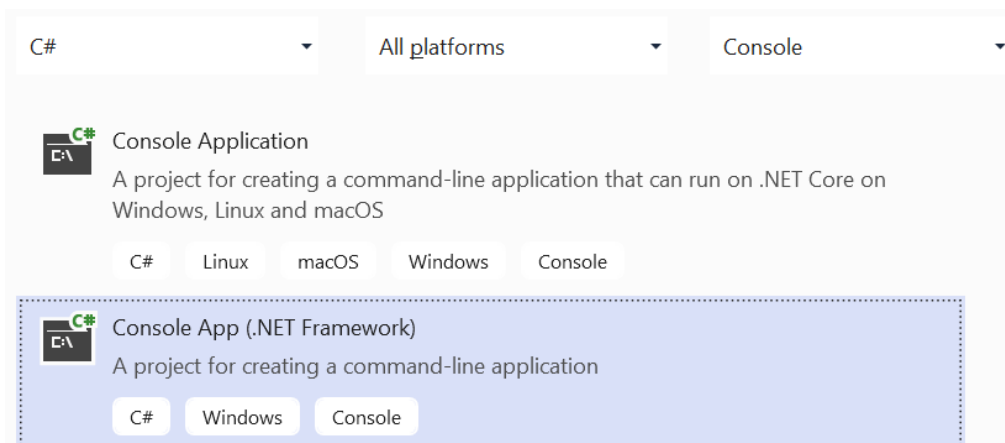 C#
All platforms
Console
C#
C:\
Console Application
A project for creating a command-line application that can run on .NET Core on
Windows, Linux and macOS
C# Linux macOS Windows Console
C#
C:\
Console App (.NET Framework)
A project for creating a command-line application
C# Windows Console